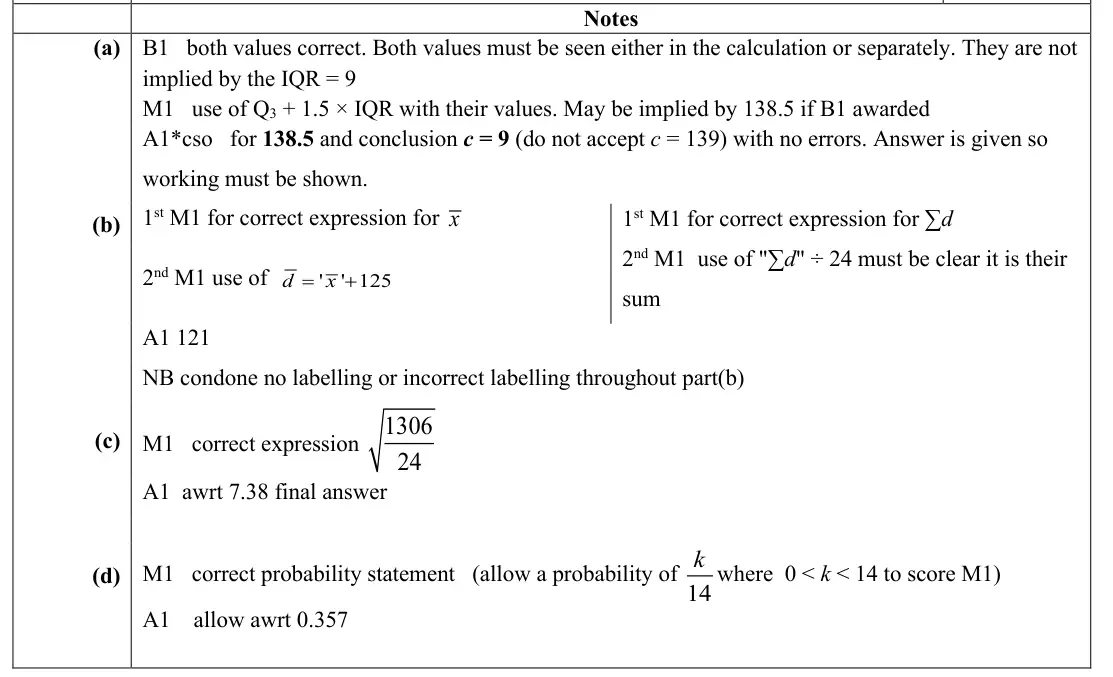 Notes
(a) B1 both values correct. Both values must be seen either in the calculation or separately. They are not
implied by the IQR = 9
M1 use of Q₃ + 1.5 × IQR with their values. May be implied by 138.5 if B1 awarded
A1*cso for 138.5 and conclusion c = 9 (do not accept c = 139) with no errors. Answer is given so
working must be shown.
(b) 1st M1 for correct expression for x̅
2nd M1 use of d̅ = 'x̅'+125
1st M1 for correct expression for ∑d
2nd M1 use of "∑d" ÷ 24 must be clear it is their
sum
A1 121
NB condone no labelling or incorrect labelling throughout part(b)
(c) M1 correct expression √(1306/24)
A1 awrt 7.38 final answer
(d) M1 correct probability statement (allow a probability of k/14 where 0 < k < 14 to score M1)
A1 allow awrt 0.357